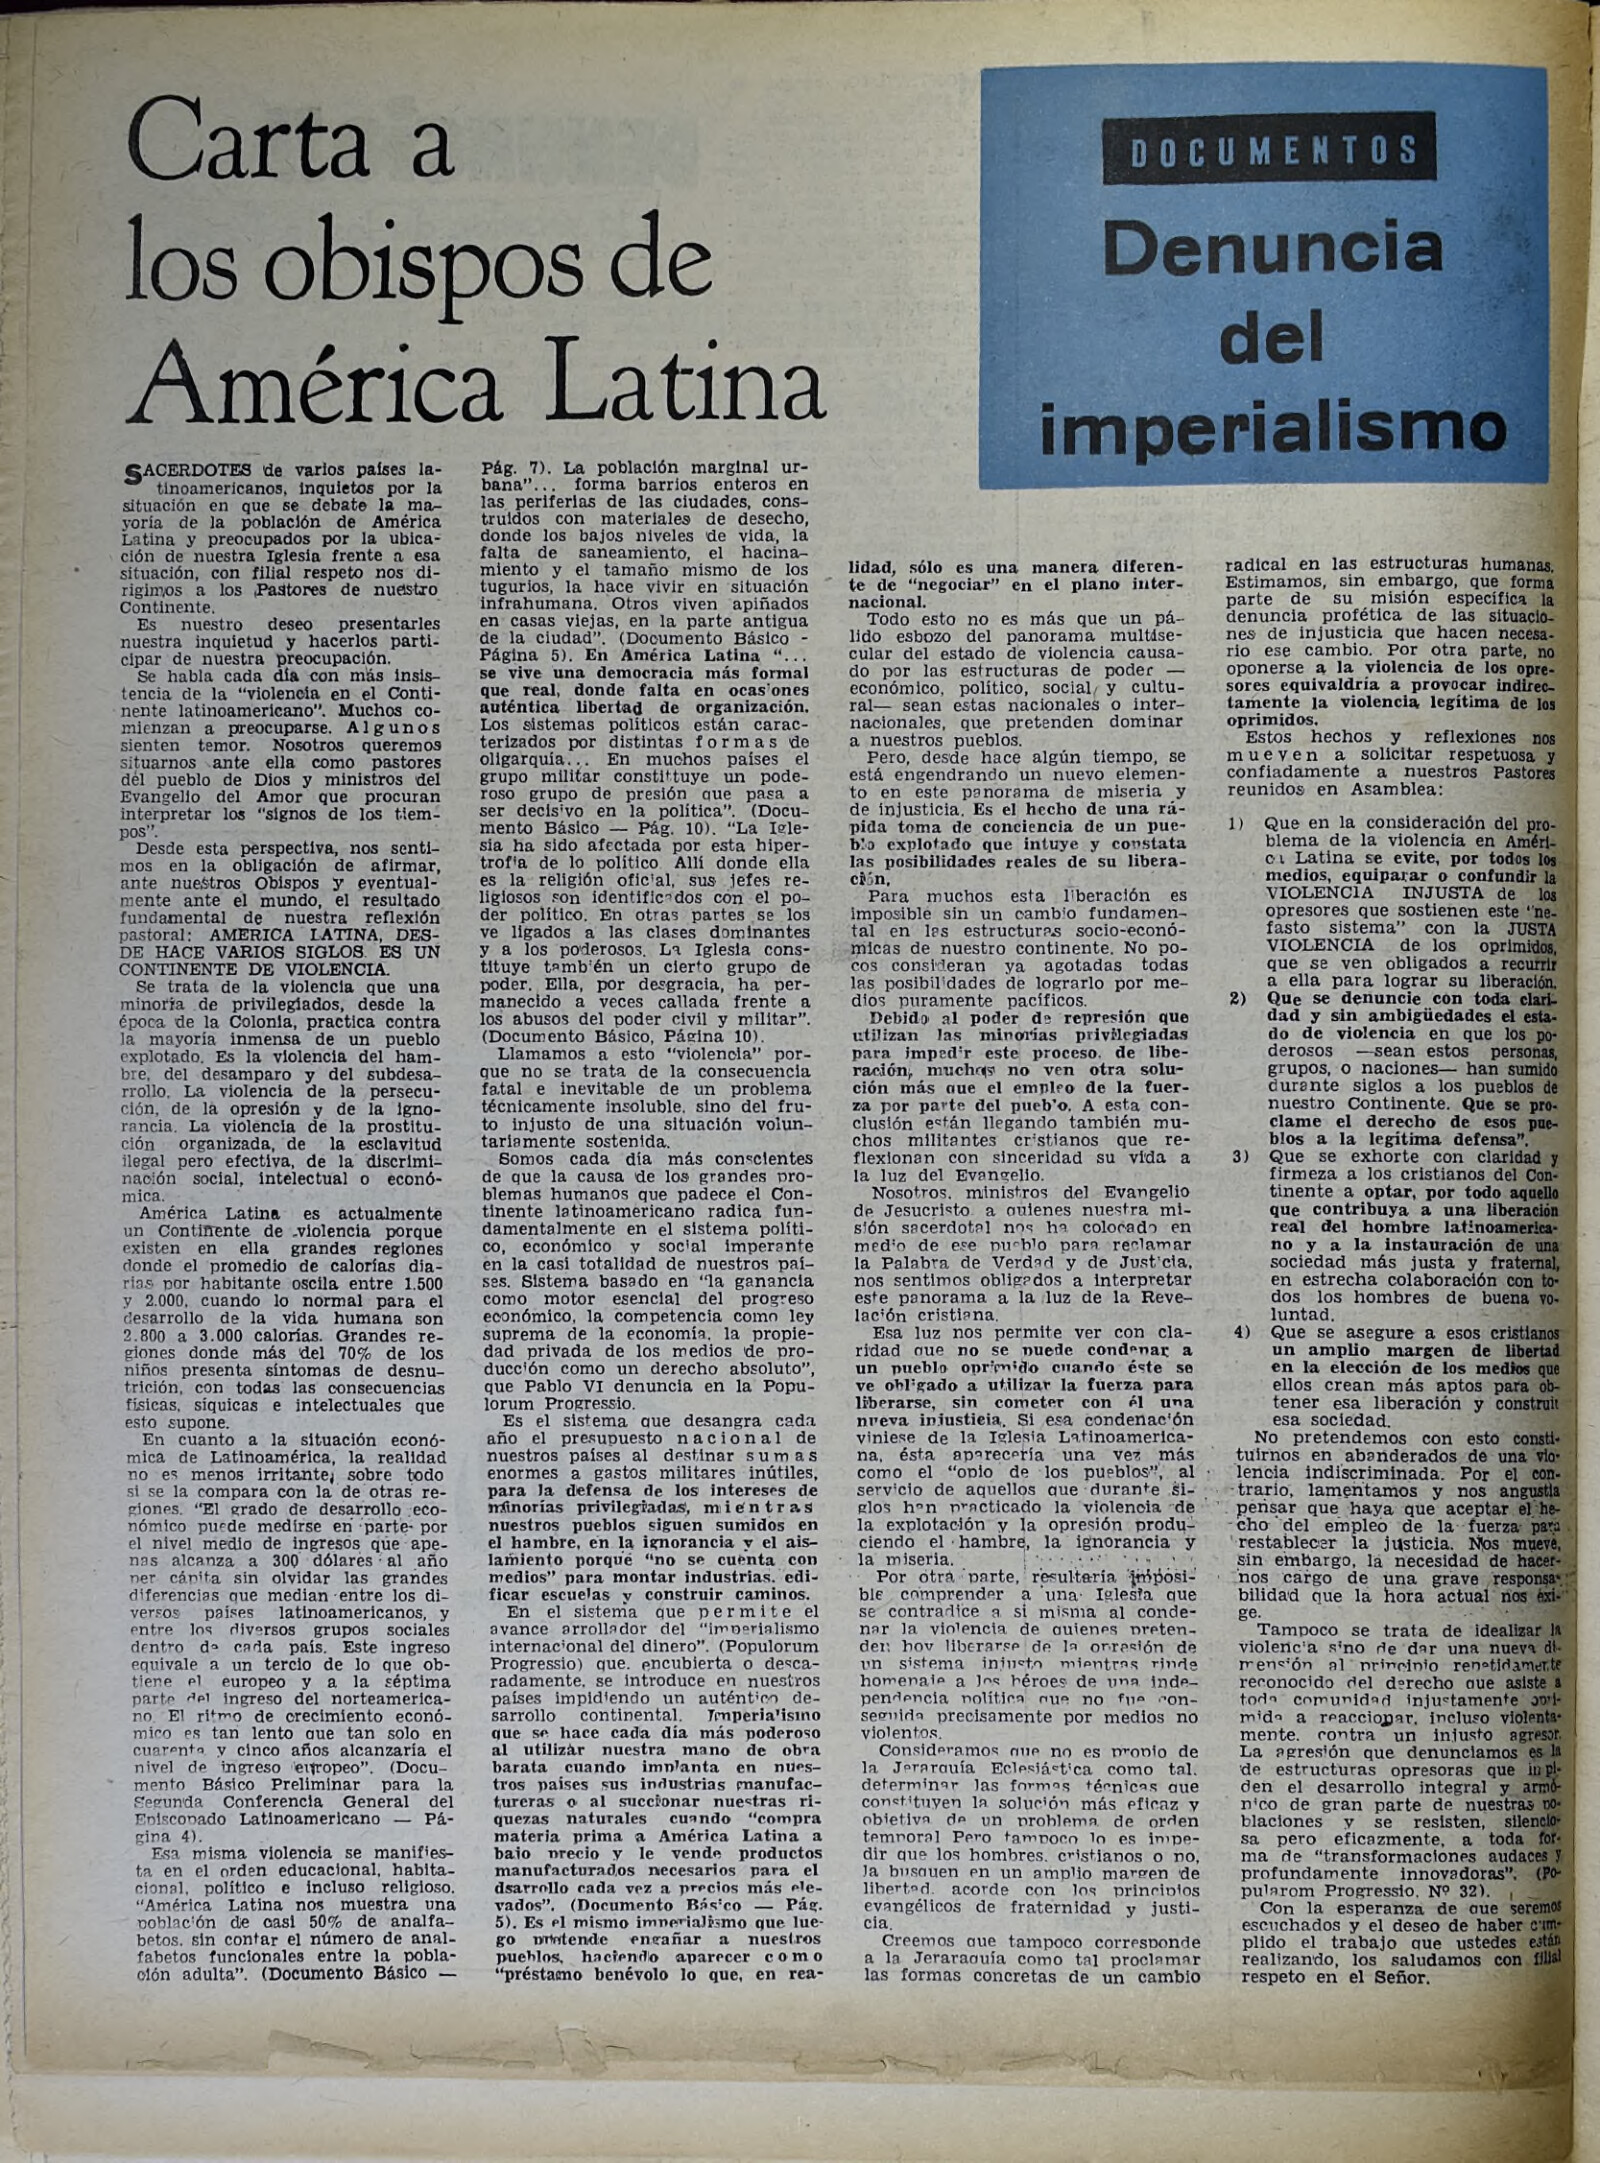 Carta a
los obispos de
América Latina
DOCUMENTOS
Denuncia
del
imperialismo
SACERDOTES de varios países la-
tinoamericanos, inquietos por la
situación en que se debate la ma-
yoría de la población de América
Latina y preocupados por la ubica-
ción de nuestra Iglesia frente a esa
situación, con filial respeto nos di-
rigimos a los Pastores de nuestro
Continente.
Es nuestro deseo presentarles
nuestra inquietud y hacerlos parti-
cipar de nuestra preocupación.
Se habla cada día con más insis-
tencia de la "violencia en el Conti-
nente latinoamericano". Muchos co-
mienzan a preocuparse. Algunos
sienten temor. Nosotros queremos
situarnos ante ella como pastores
del pueblo de Dios y ministros del
Evangelio del Amor que procuran
interpretar los "signos de los tiem-
pos".
Desde esta perspectiva, nos senti-
mos en la obligación de afirmar,
ante nuestros Obispos y eventual-
mente ante el mundo, el resultado
fundamental de nuestra reflexión
pastoral: AMERICA LATINA, DES-
DE HACE VARIOS SIGLOS. ES UN
CONTINENTE DE VIOLENCIA.
Se trata de la violencia que una
minoría de privilegiados, desde la
época de la Colonia, practica contra
la mayoría inmensa de un pueblo
explotado. Es la violencia del ham-
bre, del desamparo y del subdesa-
rrollo. La violencia de la persecu-
ción, de la opresión y de la igno-
rancia. La violencia de la prostitu-
ción organizada, de la esclavitud
ilegal pero efectiva, de la discrimi-
nación social, intelectual o econó-
mica.
América Latina es actualmente
un Continente de violencia porque
existen en ella grandes regiones
donde el promedio de calorías dia-
rias por habitante oscila entre 1.500
y 2.000, cuando lo normal para el
desarrollo de la vida humana son
2.800 a 3.000 calorías. Grandes re-
giones donde más del 70% de los
niños presenta síntomas de desnu-
trición, con todas las consecuencias
físicas, síquicas e intelectuales que
esto supone.
En cuanto a la situación econó-
mica de Latinoamérica, la realidad
no es menos irritante, sobre todo
si se la compara con la de otras re-
giones. "El grado de desarrollo eco-
nómico puede medirse en parte por
el nivel medio de ingresos que ape-
nas alcanza a 300 dólares al año
per cápita sin olvidar las grandes
diferencias que median entre los di-
versos países latinoamericanos, y
entre los diversos grupos sociales
dentro de cada país. Este ingreso
equivale a un tercio de lo que ob-
tiene el europeo y a la séptima
parte del ingreso del norteamerica-
no. El ritmo de crecimiento econó-
mico es tan lento que tan solo en
cuarenta y cinco años alcanzaría el
nivel de ingreso europeo". (Docu-
mento Básico Preliminar para la
Segunda Conferencia General del
Episcopado Latinoamericano — Pá-
gina 4).
Esa misma violencia se manifies-
ta en el orden educacional, habita-
cional, político e incluso religioso.
"América Latina nos muestra una
población de casi 50% de analfa-
betos, sin contar el número de anal-
fabetos funcionales entre la pobla-
ción adulta". (Documento Básico —
Pág. 7). La población marginal ur-
bana"... forma barrios enteros en
las periferias de las ciudades, cons-
truidos con materiales de desecho,
donde los bajos niveles de vida, la
falta de saneamiento, el hacina-
miento y el tamaño mismo de los
tugurios, la hace vivir en situación
infrahumana. Otros viven apiñados
en casas viejas, en la parte antigua
de la ciudad". (Documento Básico -
Página 5). En América Latina "...
se vive una democracia más formal
que real, donde falta en ocasiones
auténtica libertad de organización.
Los sistemas políticos están carac-
terizados por distintas formas de
oligarquía... En muchos países el
grupo militar constituye un pode-
roso grupo de presión que pasa a
ser decisivo en la política". (Docu-
mento Básico — Pág. 10). "La Igle-
sia ha sido afectada por esta hiper-
trofia de lo político. Allí donde ella
es la religión oficial, sus jefes re-
ligiosos son identificados con el po-
der político. En otras partes se los
ve ligados a las clases dominantes
y a los poderosos. La Iglesia cons-
tituye también un cierto grupo de
poder. Ella, por desgracia, ha per-
manecido a veces callada frente a
los abusos del poder civil y militar".
(Documento Básico, Página 10).
Llamamos a esto "violencia" por-
que no se trata de la consecuencia
fatal e inevitable de un problema
técnicamente insoluble, sino del fru-
to injusto de una situación volun-
tariamente sostenida.
Somos cada día más conscientes
de que la causa de los grandes pro-
blemas humanos que padece el Con-
tinente latinoamericano radica fun-
damentalmente en el sistema políti-
co, económico y social imperante
en la casi totalidad de nuestros paí-
ses. Sistema basado en "la ganancia
como motor esencial del progreso
económico, la competencia como ley
suprema de la economía, la propie-
dad privada de los medios de pro-
ducción como un derecho absoluto",
que Pablo VI denuncia en la Popu-
lorum Progressio.
Es el sistema que desangra cada
año el presupuesto nacional de
nuestros países al destinar sumas
enormes a gastos militares inútiles,
para la defensa de los intereses de
minorías privilegiadas, mientras
nuestros pueblos siguen sumidos en
el hambre, en la ignorancia y el ais-
lamiento porque "no se cuenta con
medios" para montar industrias, edi-
ficar escuelas y construir caminos.
En el sistema que permite el
avance arrollador del "imperialismo
internacional del dinero". (Populorum
Progressio) que, encubierta o desca-
radamente, se introduce en nuestros
países impidiendo un auténtico de-
sarrollo continental. Imperialismo
que se hace cada día más poderoso
al utilizar nuestra mano de obra
barata cuando implanta en nues-
tros países sus industrias manufac-
tureras o al succionar nuestras ri-
quezas naturales cuando "compra
materia prima a América Latina a
bajo precio y le vende productos
manufacturados necesarios para el
dsarrollo cada vez a precios más ele-
vados". (Documento Básico — Pág.
5). Es el mismo imperialismo que lue-
go pretende engañar a nuestros
pueblos, haciendo aparecer como
"préstamo benévolo lo que, en rea-
lidad, sólo es una manera diferen-
te de "negociar" en el plano inter-
nacional.
Todo esto no es más que un pá-
lido esbozo del panorama multise-
cular del estado de violencia causa-
do por las estructuras de poder —
económico, político, social y cultu-
ral— sean estas nacionales o inter-
nacionales, que pretenden dominar
a nuestros pueblos.
Pero, desde hace algún tiempo, se
está engendrando un nuevo elemen-
to en este panorama de miseria y
de injusticia. Es el hecho de una rá-
pida toma de conciencia de un pue-
blo explotado que intuye y constata
las posibilidades reales de su libera-
ción.
Para muchos esta liberación es
imposible sin un cambio fundamen-
tal en las estructuras socio-econó-
micas de nuestro continente. No po-
cos consideran ya agotadas todas
las posibilidades de lograrlo por me-
dios puramente pacíficos.
Debido al poder de represión que
utilizan las minorías privilegiadas
para impedir este proceso de libe-
ración, muchos no ven otra solu-
ción más que el empleo de la fuer-
za por parte del pueblo. A esta con-
clusión están llegando también mu-
chos militantes cristianos que re-
flexionan con sinceridad su vida a
la luz del Evangelio.
Nosotros, ministros del Evangelio
de Jesucristo a quienes nuestra mi-
sión sacerdotal nos ha colocado en
medio de ese pueblo para reclamar
la Palabra de Verdad y de Justicia,
nos sentimos obligados a interpretar
este panorama a la luz de la Reve-
lación cristiana.
Esa luz nos permite ver con cla-
ridad que no se puede condenar a
un pueblo oprimido cuando éste se
ve obligado a utilizar la fuerza para
liberarse, sin cometer con él una
nueva injusticia. Si esa condenación
viniese de la Iglesia Latinoamerica-
na, ésta aparecería una vez más
como el "opio de los pueblos", al
servicio de aquellos que durante si-
glos han practicado la violencia de
la explotación y la opresión produ-
ciendo el hambre, la ignorancia y
la miseria.
Por otra parte, resultaría imposi-
ble comprender a una Iglesia que
se contradice a sí misma al conde-
nar la violencia de quienes preten-
den hoy liberarse de la opresión de
un sistema injusto mientras rinde
homenaje a los héroes de una inde-
pendencia política que no fue con-
seguida precisamente por medios no
violentos.
Consideramos que no es propio de
la Jerarquía Eclesiástica como tal,
determinar las formas técnicas que
constituyen la solución más eficaz y
objetiva de un problema de orden
temporal Pero tampoco lo es impe-
dir que los hombres, cristianos o no,
la busquen en un amplio margen de
libertad, acorde con los principios
evangélicos de fraternidad y justi-
cia.
Creemos que tampoco corresponde
a la Jeraraquía como tal proclamar
las formas concretas de un cambio
radical en las estructuras humanas.
Estimamos, sin embargo, que forma
parte de su misión específica la
denuncia profética de las situacio-
nes de injusticia que hacen necesa-
rio ese cambio. Por otra parte, no
oponerse a la violencia de los opre-
sores equivaldría a provocar indirec-
tamente la violencia legítima de los
oprimidos.
Estos hechos y reflexiones nos
mueven a solicitar respetuosa y
confiadamente a nuestros Pastores
reunidos en Asamblea:
1) Que en la consideración del pro-
blema de la violencia en Améri-
ca Latina se evite, por todos los
medios, equiparar o confundir la
VIOLENCIA INJUSTA de los
opresores que sostienen este "ne-
fasto sistema" con la JUSTA
VIOLENCIA de los oprimidos,
que se ven obligados a recurrir
a ella para lograr su liberación.
2) Que se denuncie con toda clari-
dad y sin ambigüedades el esta-
do de violencia en que los po-
derosos —sean estos personas,
grupos, o naciones— han sumido
durante siglos a los pueblos de
nuestro Continente. Que se pro-
clame el derecho de esos pue-
blos a la legítima defensa".
3) Que se exhorte con claridad y
firmeza a los cristianos del Con-
tinente a optar, por todo aquello
que contribuya a una liberación
real del hombre latinoamerica-
no y a la instauración de una
sociedad más justa y fraternal,
en estrecha colaboración con to-
dos los hombres de buena vo-
luntad.
4) Que se asegure a esos cristianos
un amplio margen de libertad
en la elección de los medios que
ellos crean más aptos para ob-
tener esa liberación y construir
esa sociedad.
No pretendemos con esto consti-
tuirnos en abanderados de una vio-
lencia indiscriminada. Por el con-
trario, lamentamos y nos angustia
pensar que haya que aceptar el he-
cho del empleo de la fuerza para
restablecer la justicia. Nos mueve,
sin embargo, la necesidad de hacer-
nos cargo de una grave responsa-
bilidad que la hora actual nos exi-
ge.
Tampoco se trata de idealizar la
violencia sino de dar una nueva di-
mensión al principio repetidamente
reconocido del derecho que asiste a
toda comunidad injustamente opri-
mida a reaccionar, incluso violenta-
mente, contra un injusto agresor.
La agresión que denunciamos es la
de estructuras opresoras que impi-
den el desarrollo integral y armó-
nico de gran parte de nuestras po-
blaciones y se resisten, silencio-
sa pero eficazmente, a toda for-
ma de "transformaciones audaces y
profundamente innovadoras". (Po-
pularom Progressio. Nº 32).
Con la esperanza de que seremos
escuchados y el deseo de haber cum-
plido el trabajo que ustedes están
realizando, los saludamos con filial
respeto en el Señor.